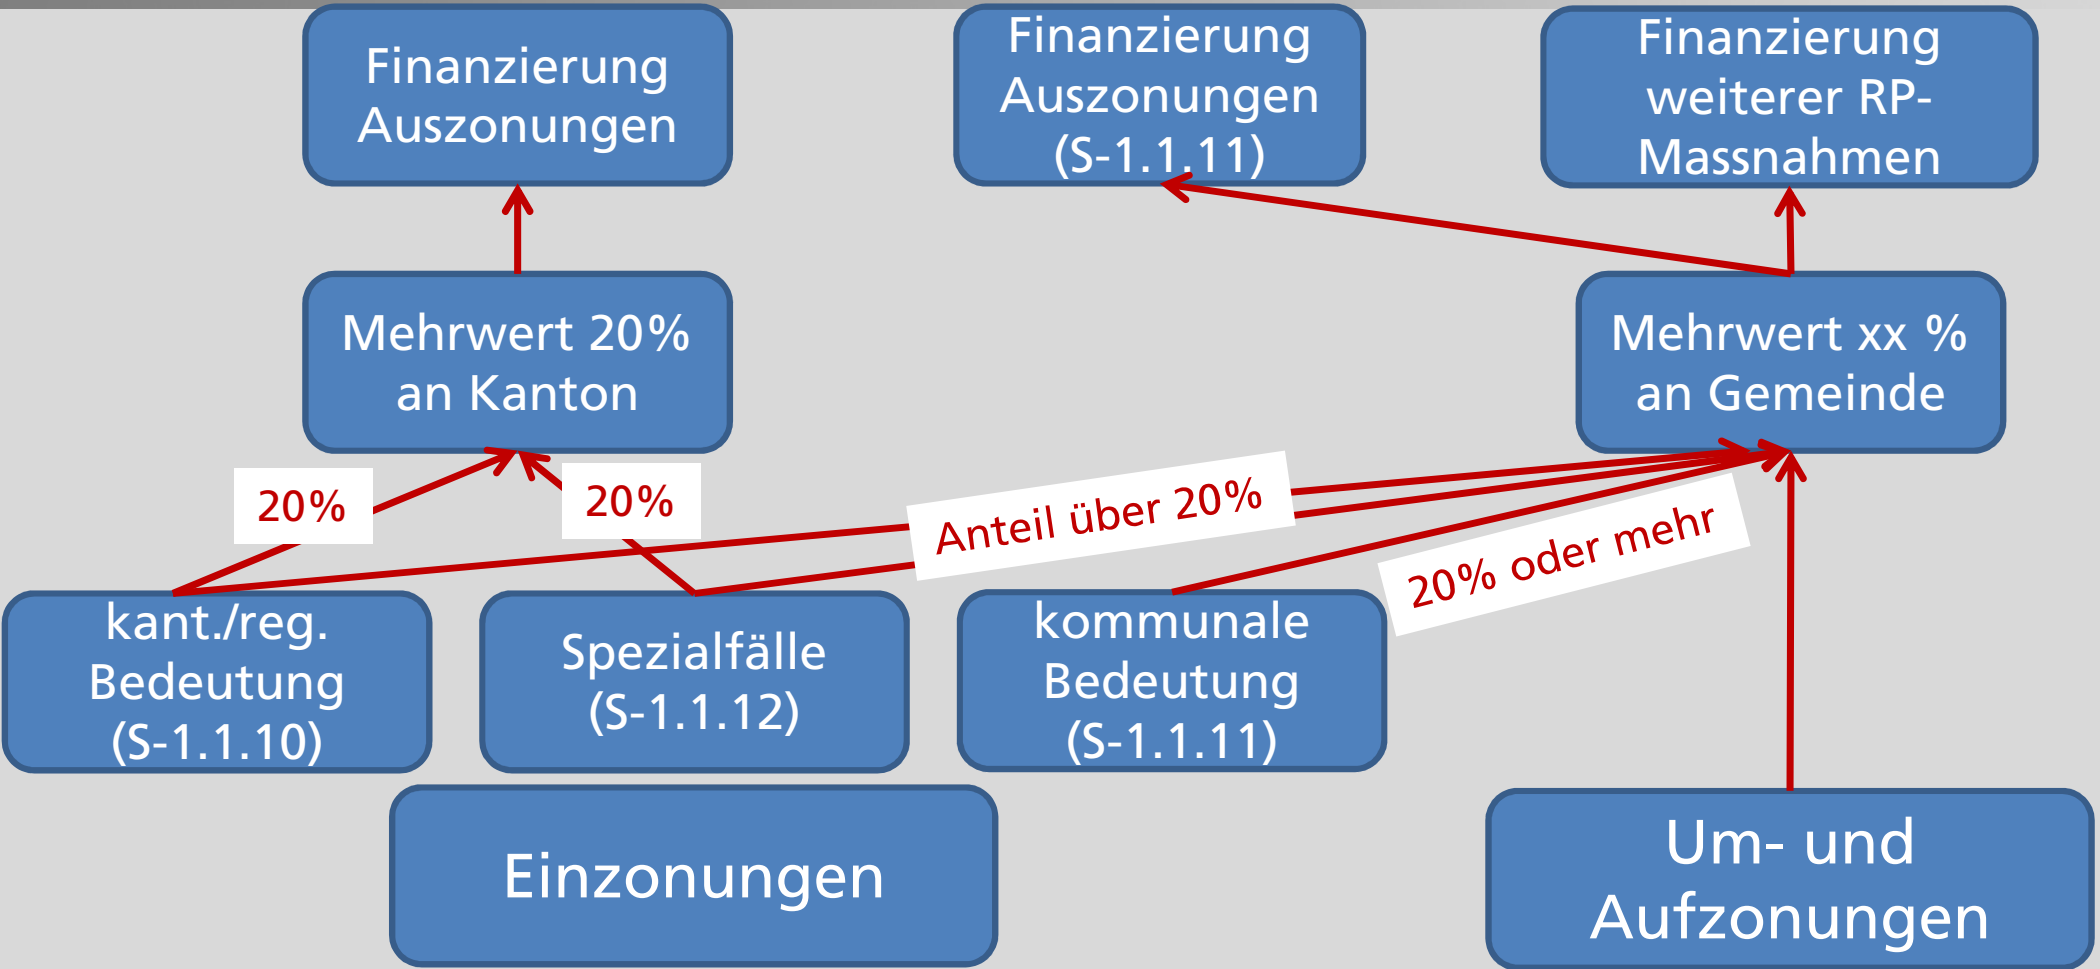 Finanzierung
Auszonungen
Finanzierung
Auszonungen
(S-1.1.11)
Finanzierung
weiterer RP-
Massnahmen
Mehrwert 20%
an Kanton
Mehrwert xx %
an Gemeinde
20%
20%
Anteil über 20%
20% oder mehr
kant./reg.
Bedeutung
(S-1.1.10)
Spezialfälle
(S-1.1.12)
kommunale
Bedeutung
(S-1.1.11)
Einzonungen
Um- und
Aufzonungen